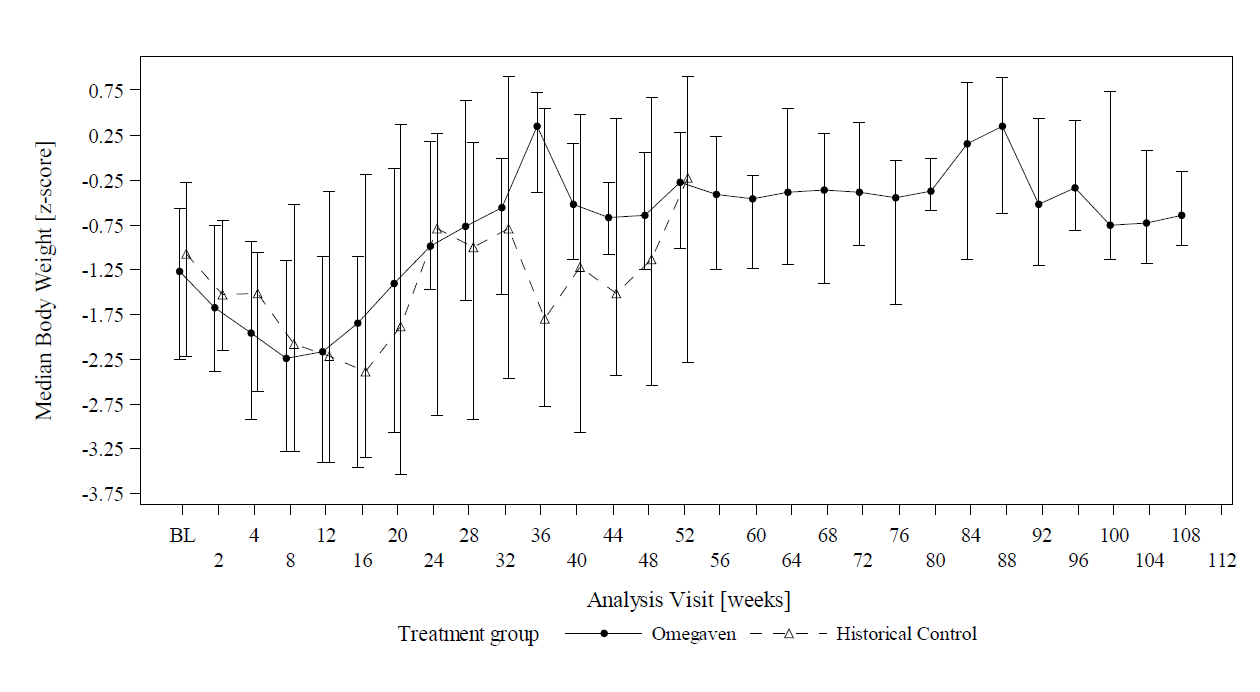 Median Body Weight [z-score]
0.75
0.25
-0.25
-0.75
-1.25
-1.75
-2.25
-2.75
-3.25
-3.75
BL 4 12 20 28 36 44 52 60 68 76 84 92 100 108
2 8 16 24 32 40 48 56 64 72 80 88 96 104 112
Analysis Visit [weeks]
Treatment group Omegaven Historical Control